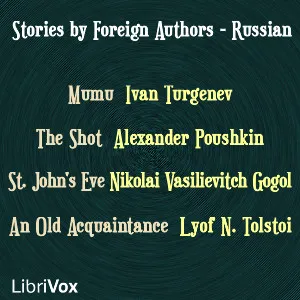 Stories by Foreign Authors - Russian
Mumu Ivan Turgenev
The Shot Alexander Poushkin
St. John's Eve Nikolai Vasilievitch Gogol
An Old Acquaintance Lyof N. Tolstoi
LibriVox